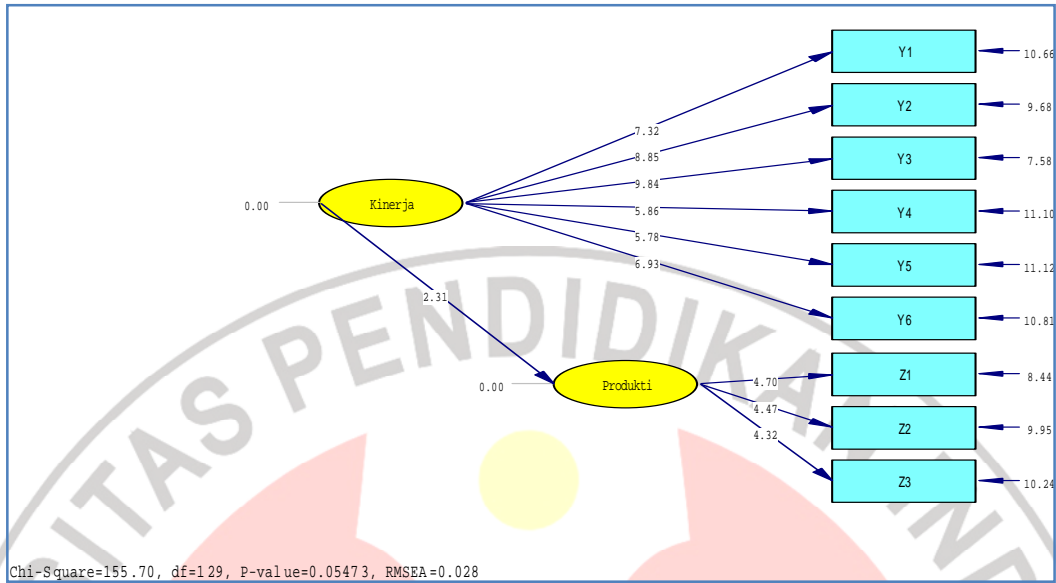 Y1
10.66
Y2
9.68
7.32
Y3
7.58
8.85
9.84
0.00
Kinerja
Y4
11.10
5.86
5.78
Y5
11.12
6.93
2.31
Y6
10.81
Z1
8.44
0.00
Produkti
4.70
4.47
Z2
9.95
4.32
Z3
10.24
SITAS PENDIDIKAN IND
Chi-Square=155.70, df=129, P-value=0.05473, RMSEA=0.028